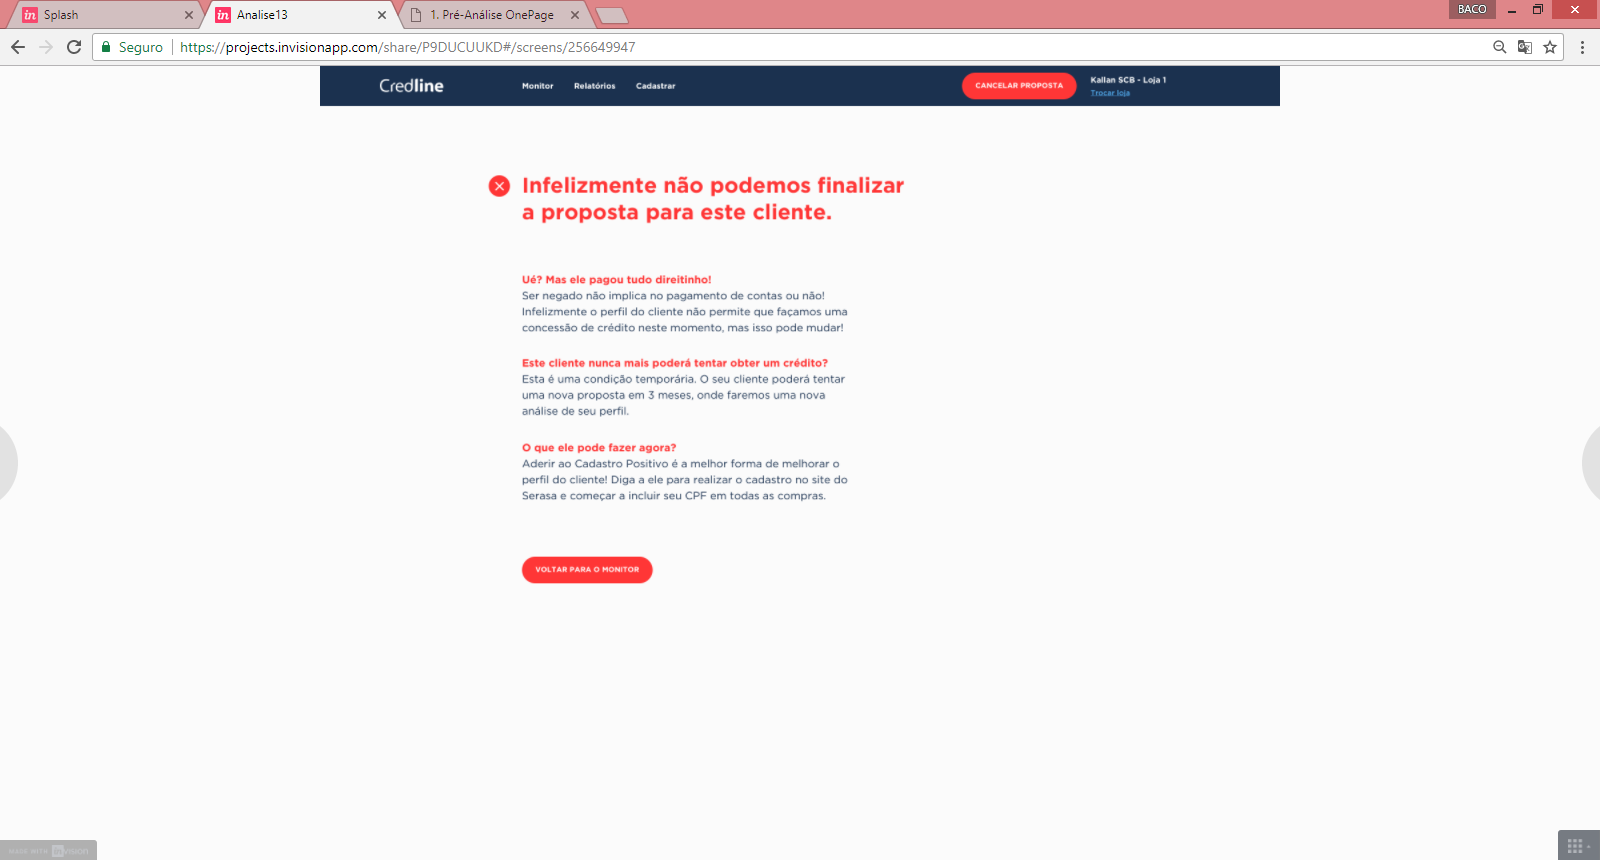 Splash
Analise13
1. Pré-Análise OnePage
BACO
Seguro
https://projects.invisionapp.com/share/P9DUCUUKD#/screens/256649947
Credline
Monitor
Relatórios
Cadastrar
CANCELAR PROPOSTA
Kallan SCB - Loja 1
Trocar loja
Infelizmente não podemos finalizar
a proposta para este cliente.
Ué? Mas ele pagou tudo direitinho!
Ser negado não implica no pagamento de contas ou não!
Infelizmente o perfil do cliente não permite que façamos uma
concessão de crédito neste momento, mas isso pode mudar!
Este cliente nunca mais poderá tentar obter um crédito?
Esta é uma condição temporária. O seu cliente poderá tentar
uma nova proposta em 3 meses, onde faremos uma nova
análise de seu perfil.
O que ele pode fazer agora?
Aderir ao Cadastro Positivo é a melhor forma de melhorar o
perfil do cliente! Diga a ele para realizar o cadastro no site do
Serasa e começar a incluir seu CPF em todas as compras.
VOLTAR PARA O MONITOR
MADE WITH invision